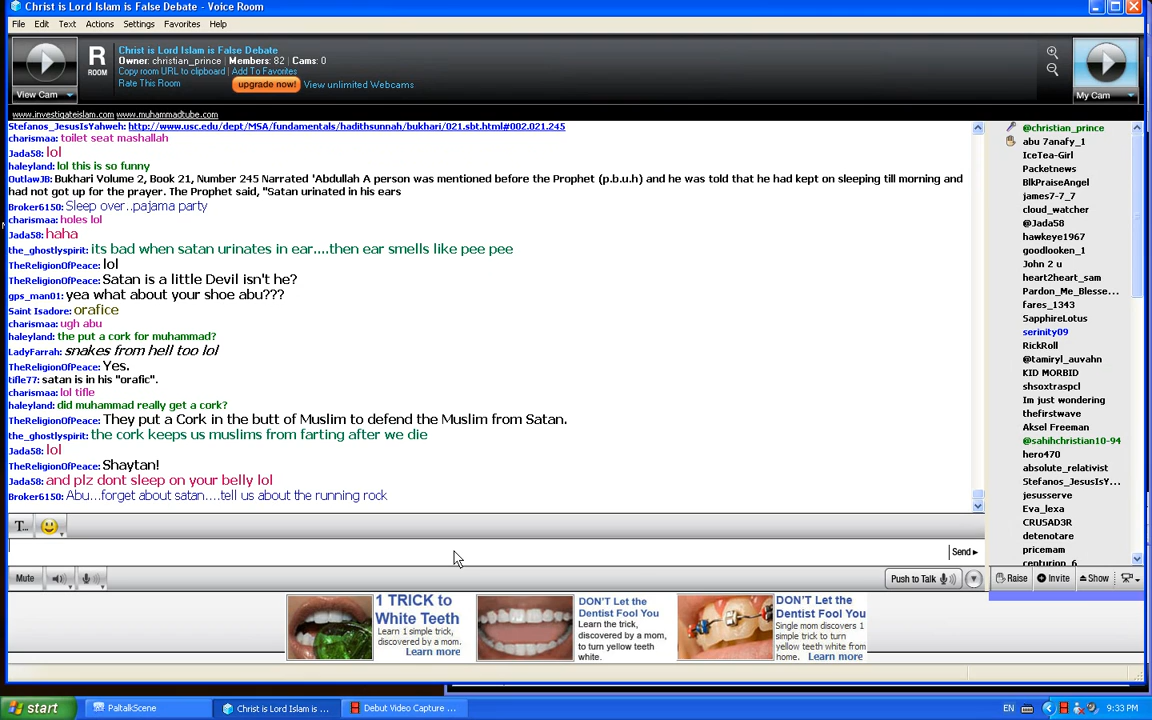 Christ is Lord Islam is False Debate - Voice Room
File Edit Text Actions Settings Favorites Help
View Cam
R
ROOM
Christ is Lord Islam is False Debate
Owner: christian_prince | Members: 82 | Cams: 0
Copy room URL to clipboard | Add To Favorites
Rate This Room
upgrade now!
View unlimited Webcams
My Cam
www.investigateislam.com www.muhammadtube.com
Stefanos_JesusIsYahweh: http://www.usc.edu/dept/MSA/fundamentals/hadithsunnah/bukhari/021.sbt.html#002.021.245
charismaa: toilet seat mashallah
Jada58: lol
haleyland: lol this is so funny
OutlawJB: Bukhari Volume 2, Book 21, Number 245 Narrated 'Abdullah A person was mentioned before the Prophet (p.b.u.h) and he was told that he had kept on sleeping till morning and
had not got up for the prayer. The Prophet said, "Satan urinated in his ears
Broker6150: Sleep over..pajama party
charismaa: holes lol
Jada58: haha
the_ghostlyspirit: its bad when satan urinates in ear....then ear smells like pee pee
TheReligionOfPeace: lol
TheReligionOfPeace: Satan is a little Devil isn't he?
gps_man01: yea what about your shoe abu???
Saint Isadore: orafice
charismaa: ugh abu
haleyland: the put a cork for muhammad?
LadyFarrah: snakes from hell too lol
TheReligionOfPeace: Yes.
tifle77: satan is in his "orafic".
charismaa: lol tifle
haleyland: did muhammad really get a cork?
TheReligionOfPeace: They put a Cork in the butt of Muslim to defend the Muslim from Satan.
the_ghostlyspirit: the cork keeps us muslims from farting after we die
Jada58: lol
TheReligionOfPeace: Shaytan!
Jada58: and plz dont sleep on your belly lol
Broker6150: Abu...forget about satan....tell us about the running rock
@christian_prince
abu 7anafy_1
IceTea-Girl
Packetnews
BlkPraiseAngel
james7-7_7
cloud_watcher
@Jada58
hawkeye1967
goodlooken_1
John 2 u
heart2heart_sam
Pardon_Me_Blesse...
fares_1343
SapphireLotus
serinity09
RickRoll
@tamiryl_auvahn
KID MORBID
shsoxtraspcl
Im just wondering
thefirstwave
Aksel Freeman
@sahihchristian10-94
hero470
absolute_relativist
Stefanos_JesusIsY...
jesusserve
Eva_lexa
CRUSAD3R
detenotare
pricemam
centurion_6
T...
Send
Mute
Push to Talk
Raise Invite Show
1 TRICK to
White Teeth
Learn 1 simple trick,
discovered by a mom.
Learn more
DON'T Let the
Dentist Fool You
Learn the trick,
discovered by a mom,
to turn yellow teeth
white.
Learn more
DON'T Let the
Dentist Fool You
Single mom discovers 1
simple trick to turn
yellow teeth white from
home. Learn more
start
PaltalkScene
Christ is Lord Islam is ...
Debut Video Capture ...
EN
9:33 PM